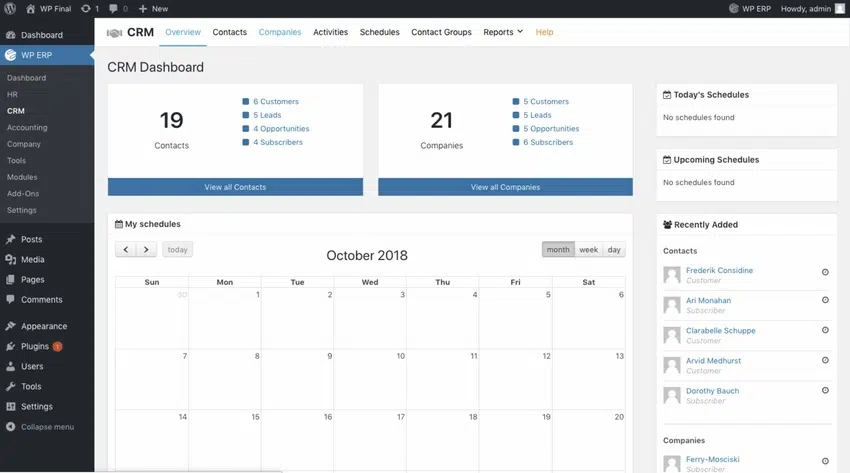 WP Final
1
0
New
WP ERP
Howdy, admin
Dashboard
WP ERP
Dashboard
HR
CRM
Accounting
Company
Tools
Modules
Add-Ons
Settings
Posts
Media
Pages
Comments
Appearance
Plugins 1
Users
Tools
Settings
Collapse menu
CRM Overview Contacts Companies Activities Schedules Contact Groups Reports Help
CRM Dashboard
19
Contacts
6 Customers
5 Leads
4 Opportunities
4 Subscribers
View all Contacts
21
Companies
5 Customers
5 Leads
5 Opportunities
6 Subscribers
View all Companies
My schedules
today
October 2018
month week day
Sun Mon Tue Wed Thu Fri Sat
30 1 2 3 4 5 6
7 8 9 10 11 12 13
14 15 16 17 18 19 20
Today's Schedules
No schedules found
Upcoming Schedules
No schedules found
Recently Added
Contacts
Frederik Considine
Customer
Ari Monahan
Subscriber
Clarabelle Schuppe
Customer
Arvid Medhurst
Customer
Dorothy Bauch
Subscriber
Companies
Ferry-Mosciski
Subscriber